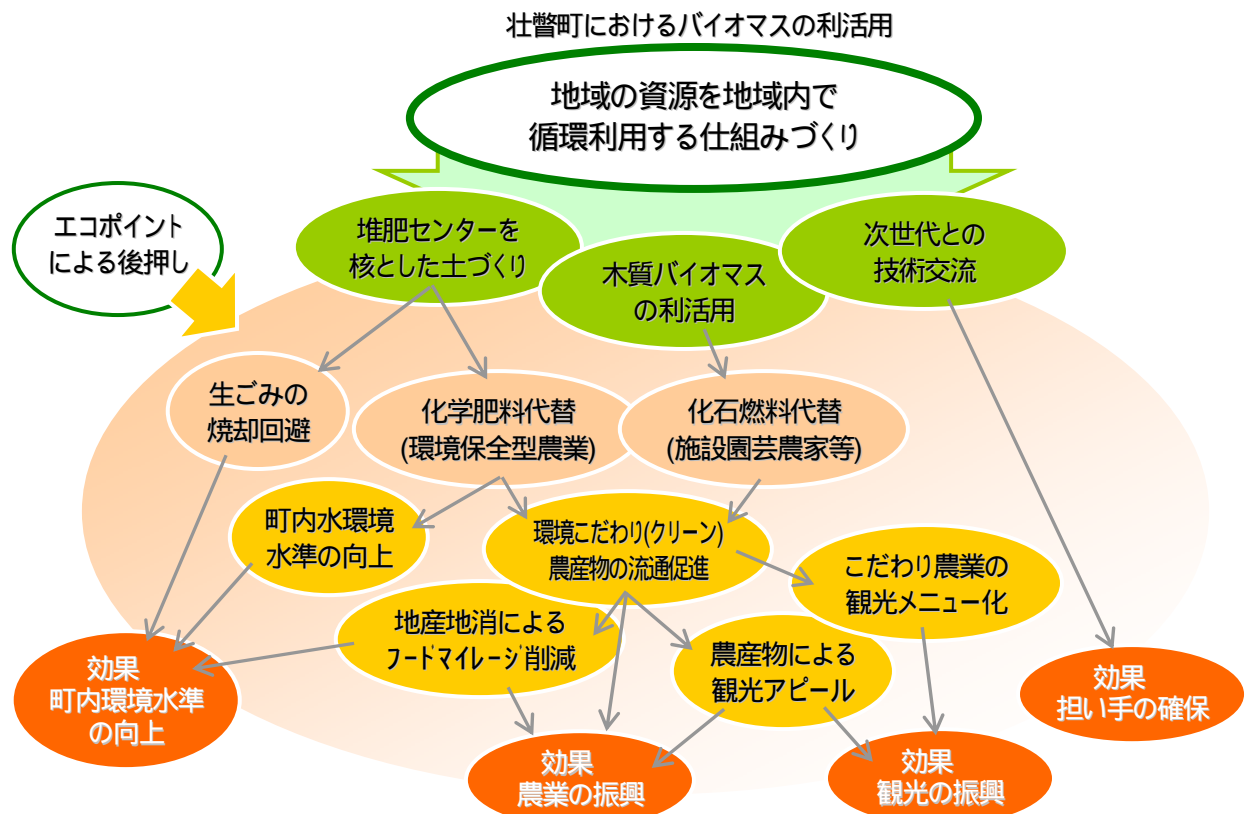 壮瞥町におけるバイオマスの利活用
地域の資源を地域内で
循環利用する仕組みづくり
エコポイント
による後押し
堆肥センターを
核とした土づくり
木質バイオマス
の利活用
次世代との
技術交流
生ごみの
焼却回避
化学肥料代替
(環境保全型農業)
化石燃料代替
(施設園芸農家等)
町内水環境
水準の向上
環境こだわり(クリーン)
農産物の流通促進
こだわり農業の
観光メニュー化
地産地消による
フードマイレージ削減
農産物による
観光アピール
効果
町内環境水準
の向上
効果
農業の振興
効果
観光の振興
効果
担い手の確保